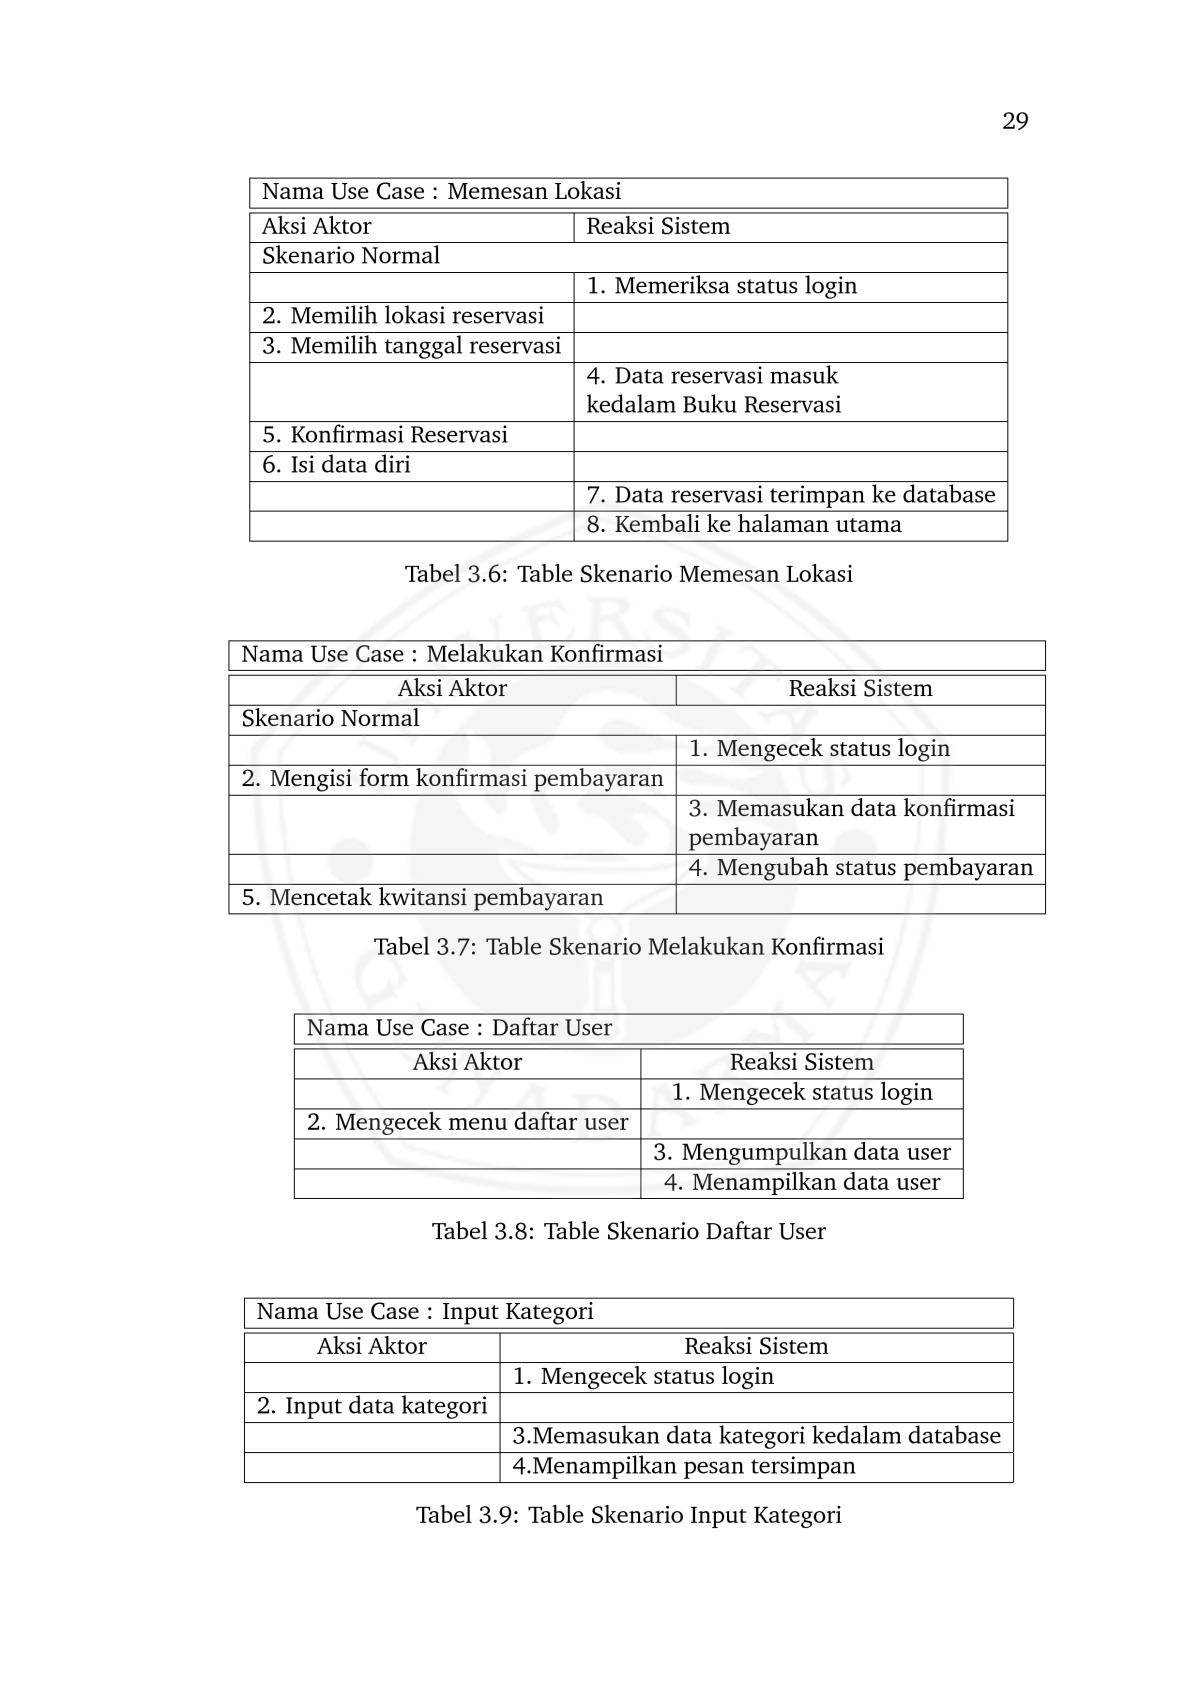 29
Nama Use Case : Memesan Lokasi
Aksi Aktor Reaksi Sistem
Skenario Normal
1. Memeriksa status login
2. Memilih lokasi reservasi
3. Memilih tanggal reservasi
4. Data reservasi masuk
kedalam Buku Reservasi
5. Konfirmasi Reservasi
6. Isi data diri
7. Data reservasi terimpan ke database
8. Kembali ke halaman utama
Tabel 3.6: Table Skenario Memesan Lokasi
Nama Use Case : Melakukan Konfirmasi
Aksi Aktor Reaksi Sistem
Skenario Normal
1. Mengecek status login
2. Mengisi form konfirmasi pembayaran
3. Memasukan data konfirmasi
pembayaran
4. Mengubah status pembayaran
5. Mencetak kwitansi pembayaran
Tabel 3.7: Table Skenario Melakukan Konfirmasi
Nama Use Case : Daftar User
Aksi Aktor Reaksi Sistem
1. Mengecek status login
2. Mengecek menu daftar user
3. Mengumpulkan data user
4. Menampilkan data user
Tabel 3.8: Table Skenario Daftar User
Nama Use Case : Input Kategori
Aksi Aktor Reaksi Sistem
1. Mengecek status login
2. Input data kategori
3.Memasukan data kategori kedalam database
4.Menampilkan pesan tersimpan
Tabel 3.9: Table Skenario Input Kategori
UNIVERSITAS
GUNADARMA